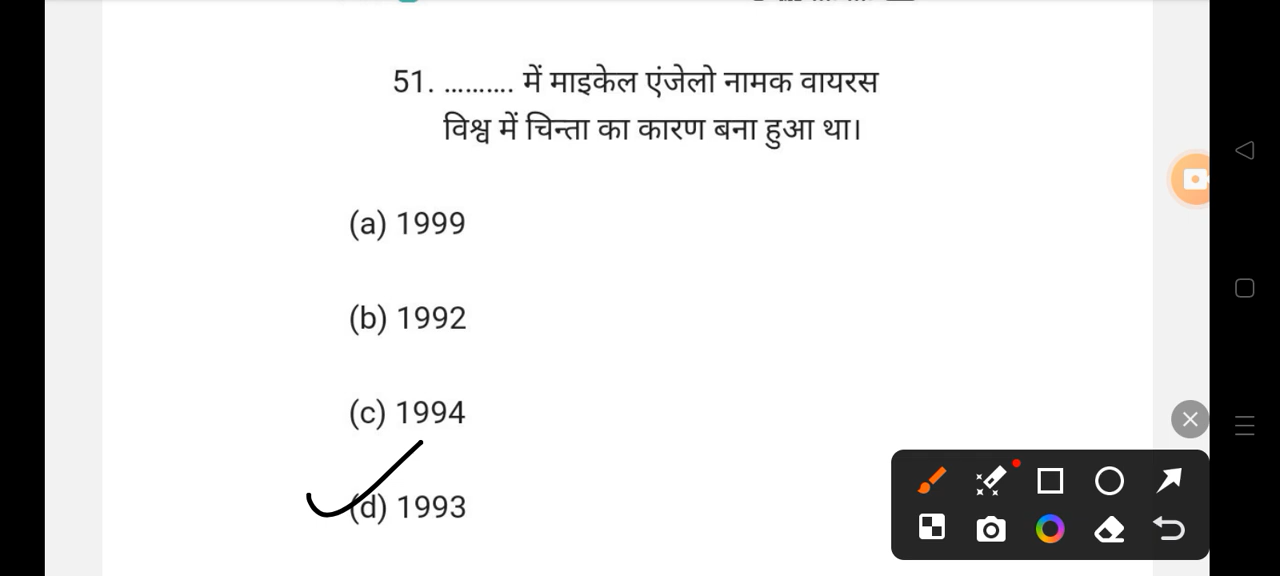 51. .......... में माइकेल एंजेलो नामक वायरस
विश्व में चिन्ता का कारण बना हुआ था।
(a) 1999
(b) 1992
(c) 1994
(d) 1993